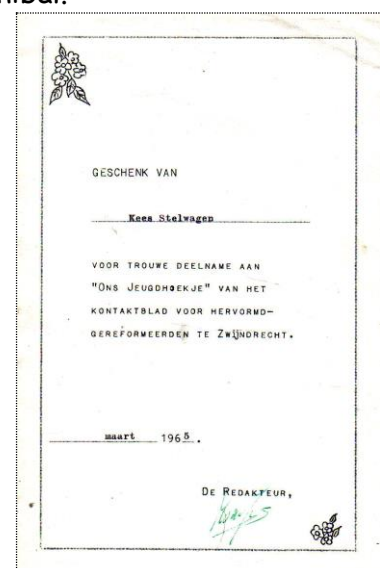 GESCHENK VAN
Kees Stelwagen
VOOR TROUWE DEELNAME AAN
"ONS JEUGDHOEKJE" VAN HET
KONTAKTBLAD VOOR HERVORMD-
GEREFORMEERDEN TE ZWIJNDRECHT.
maart 1965.
DE REDAKTEUR,